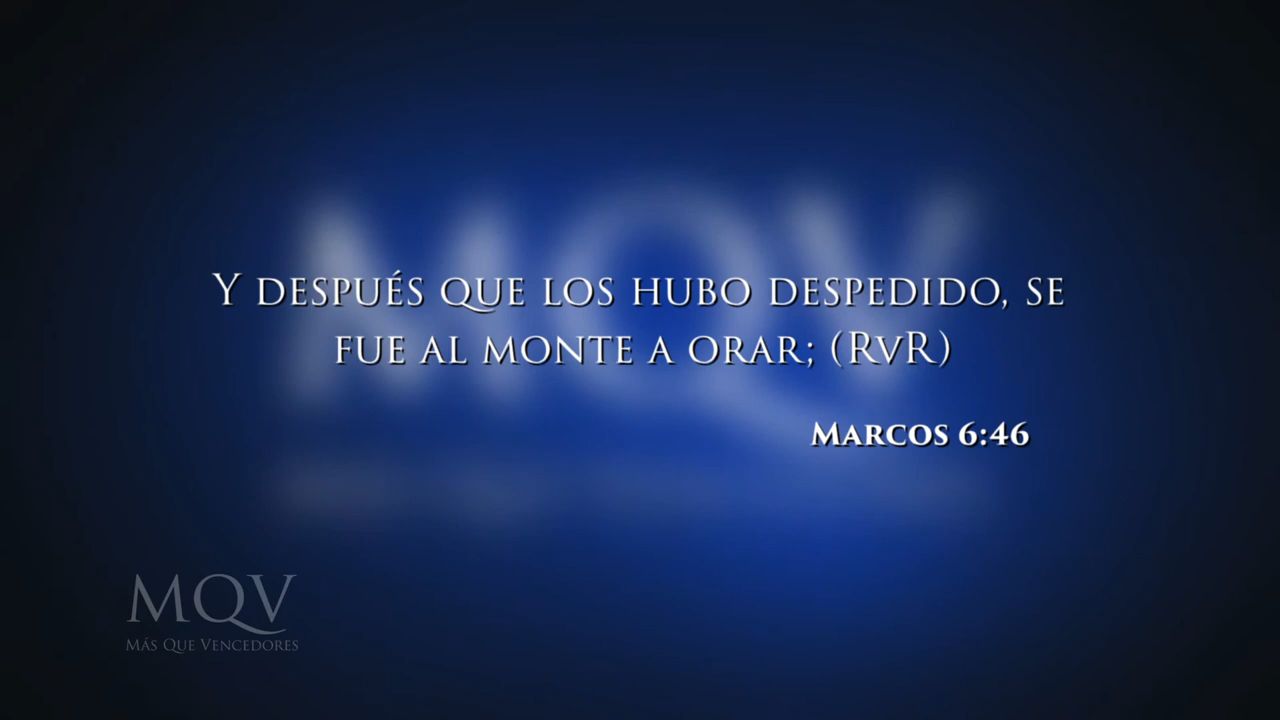 Y después que los hubo despedido, se
fue al monte a orar; (RvR)
Marcos 6:46
MQV
Más Que Vencedores